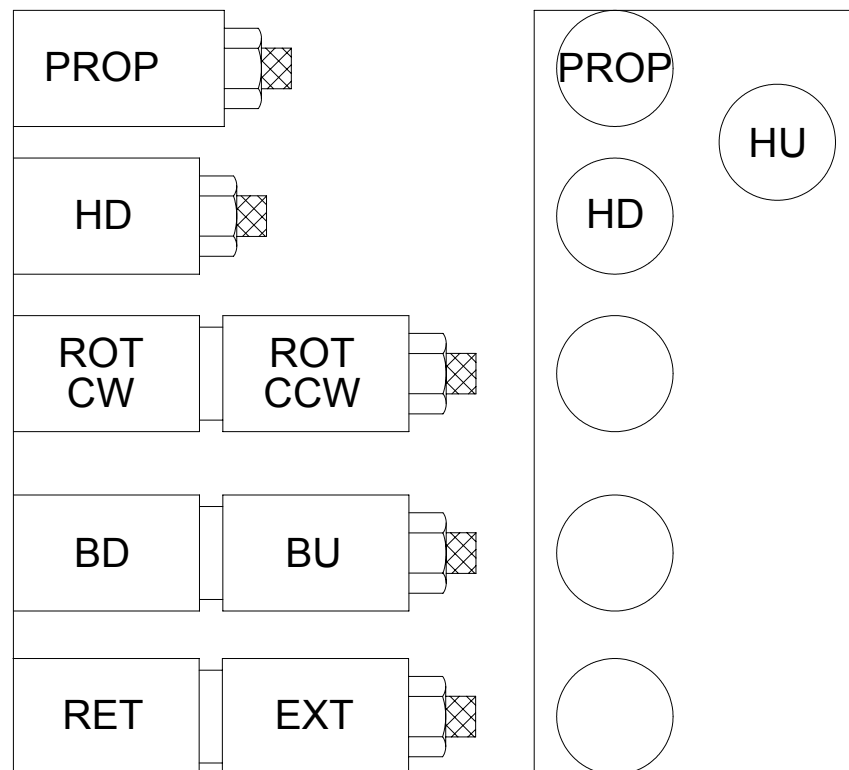 PROP
HD
ROT
CW
ROT
CCW
BD
BU
RET
EXT
PROP
HU
HD